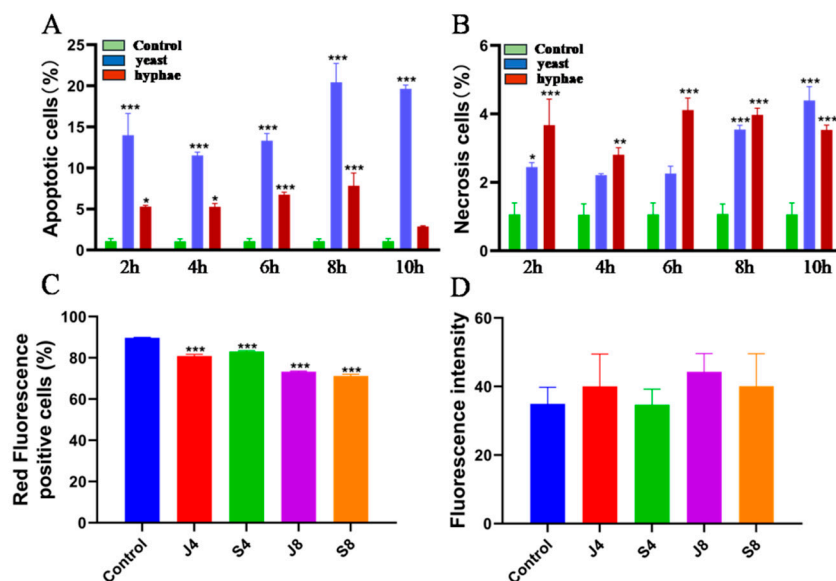 A
Apoptotic cells(%)
25
20
15
10
5
0
Control
yeast
hyphae
***
*
***
*
***
***
***
***
***
2h
4h
6h
8h
10h
B
Necrosis cells(%)
6
4
2
0
Control
yeast
hyphae
*
***
**
***
***
***
***
***
2h
4h
6h
8h
10h
C
Red Fluorescence
positive cells (%)
100
80
60
40
20
0
***
***
***
***
Control
J4
S4
J8
S8
D
Fluorescence intensity
60
40
20
0
Control
J4
S4
J8
S8